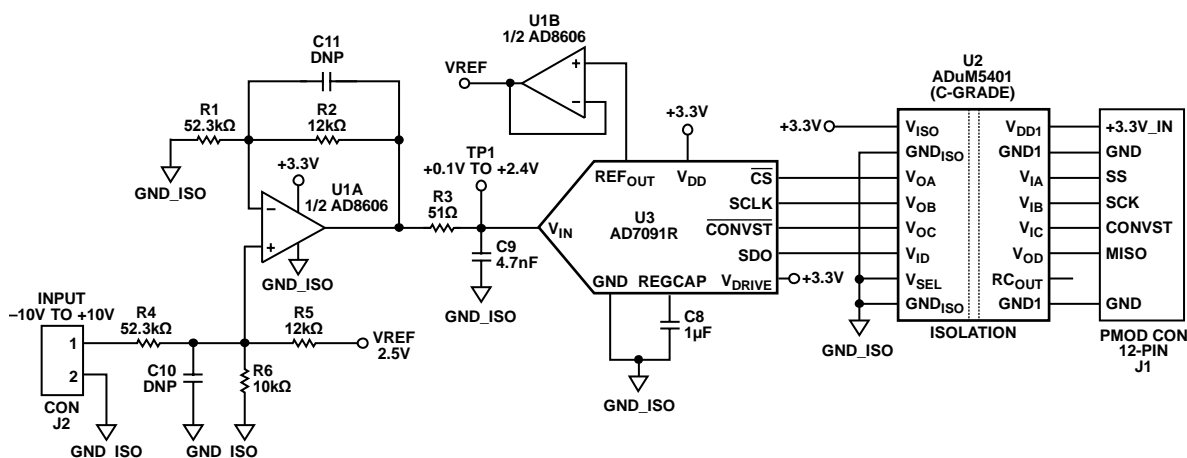 C11
DNP
R1
52.3kΩ
R2
12kΩ
GND_ISO
+3.3V
U1A
1/2 AD8606
−
+
GND_ISO
INPUT
–10V TO +10V
1
2
CON
J2
R4
52.3kΩ
C10
DNP
R5
12kΩ
R6
10kΩ
VREF
2.5V
GND_ISO
GND_ISO
GND_ISO
U1B
1/2 AD8606
VREF
+
−
TP1
+0.1V TO +2.4V
R3
51Ω
C9
4.7nF
GND_ISO
+3.3V
REFOUT
VDD
CS
SCLK
CONVST
SDO
VDRIVE
+3.3V
VIN
U3
AD7091R
GND
REGCAP
C8
1µF
GND_ISO
U2
ADuM5401
(C-GRADE)
+3.3V
VISO
GNDISO
VOA
VOB
VOC
VID
VSEL
GNDISO
GND_ISO
VDD1
GND1
VIA
VIB
VIC
VOD
RCOUT
GND1
ISOLATION
+3.3V_IN
GND
SS
SCK
CONVST
MISO
GND
PMOD CON
12-PIN
J1